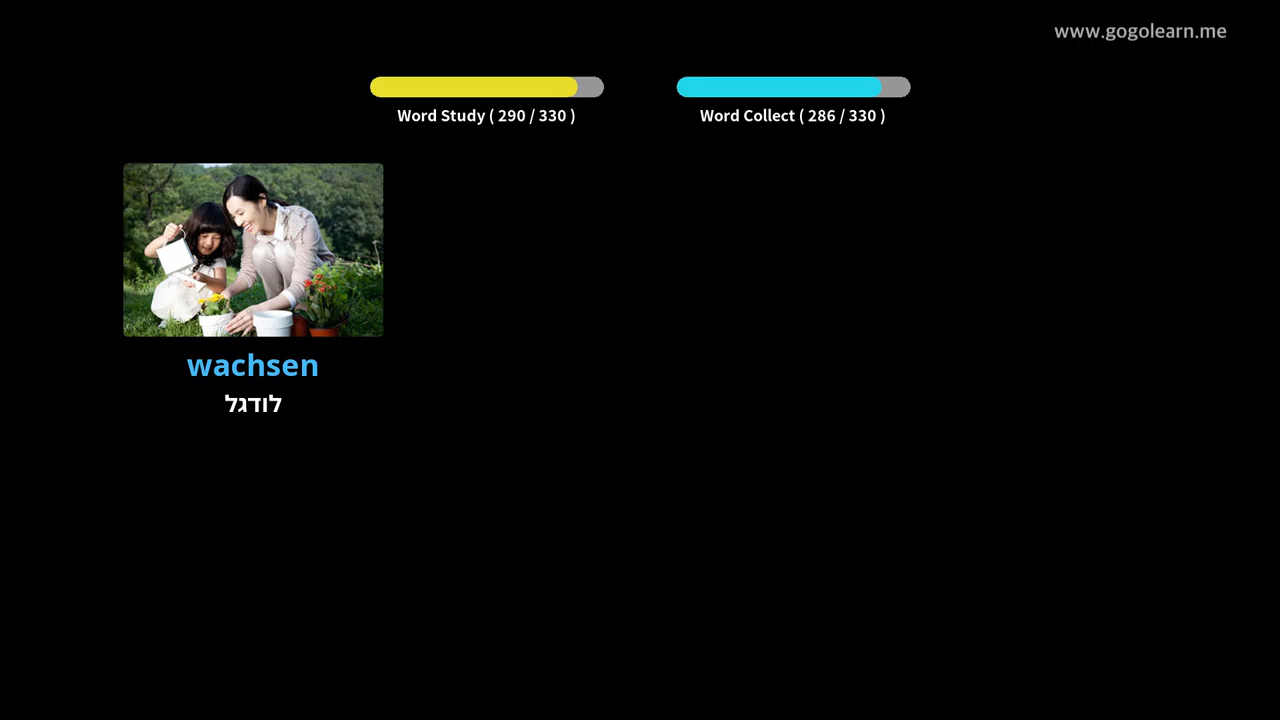 www.gogolearn.me
Word Study ( 290 / 330 )
Word Collect ( 286 / 330 )
wachsen
לודגל